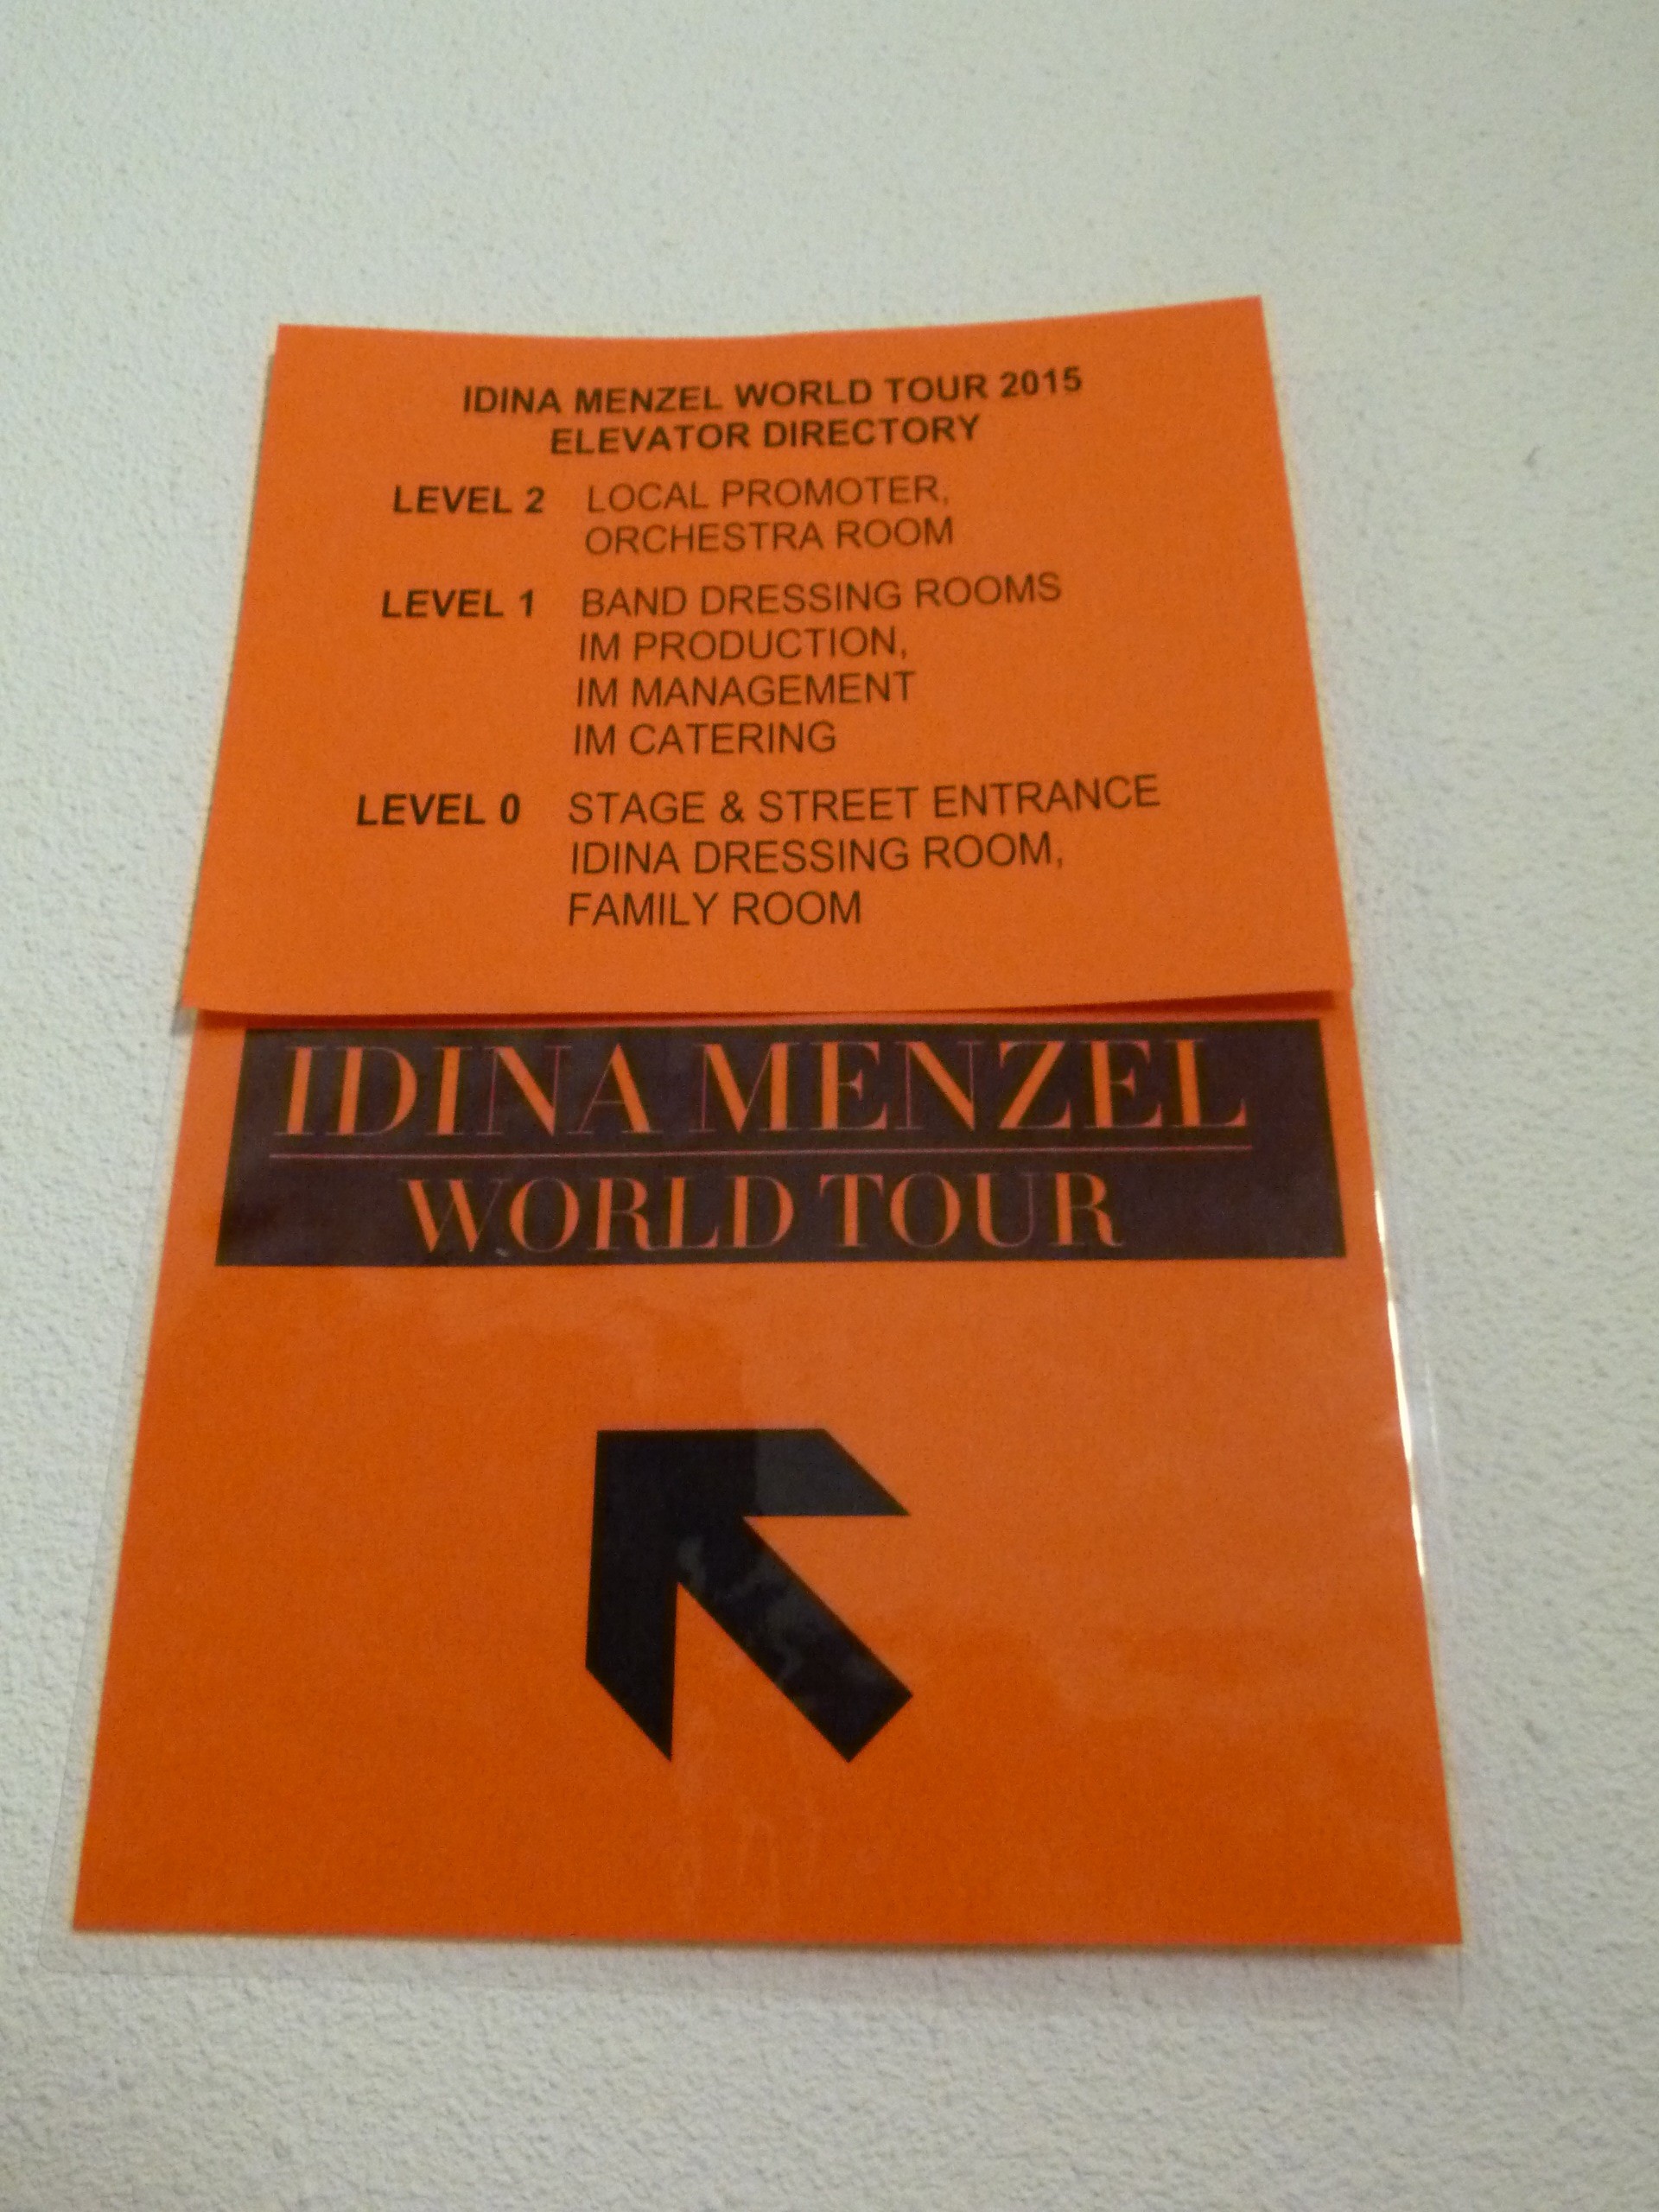 IDINA MENZEL WORLD TOUR 2015
ELEVATOR DIRECTORY
LEVEL 2 LOCAL PROMOTER,
ORCHESTRA ROOM
LEVEL 1 BAND DRESSING ROOMS
IM PRODUCTION,
IM MANAGEMENT
IM CATERING
LEVEL 0 STAGE & STREET ENTRANCE
IDINA DRESSING ROOM,
FAMILY ROOM
IDINA MENZEL
WORLD TOUR